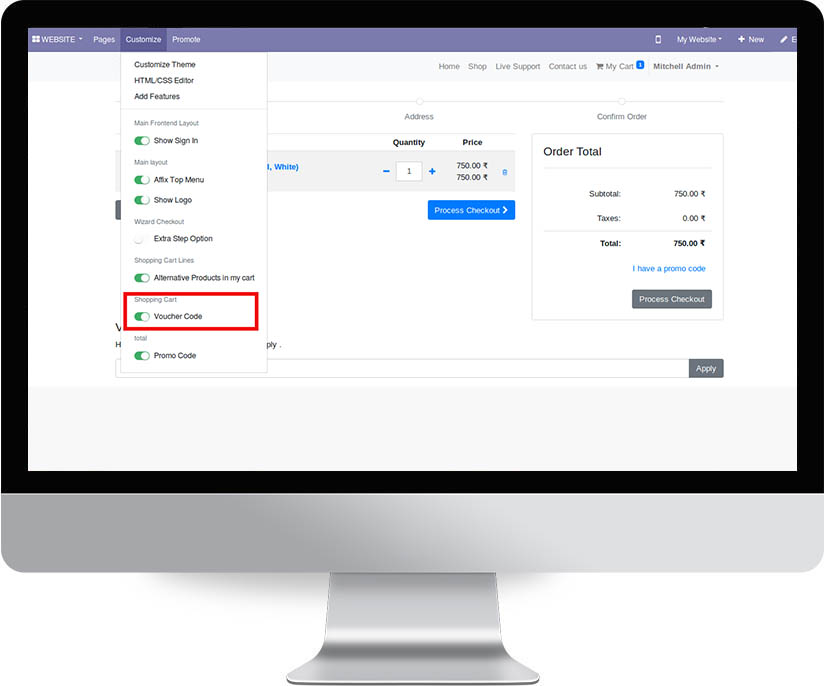 WEBSITE Pages Customize Promote My Website New
Customize Theme
HTML/CSS Editor
Add Features
Main Frontend Layout
Show Sign In
Main layout
Affix Top Menu
Show Logo
Wizard Checkout
Extra Step Option
Shopping Cart Lines
Alternative Products in my cart
Shopping Cart
Voucher Code
total
Promo Code
Home Shop Live Support Contact us My Cart 1 Mitchell Admin
Address Confirm Order
Quantity Price
White)
1
750.00 ₹
750.00 ₹
Process Checkout
Order Total
Subtotal: 750.00 ₹
Taxes: 0.00 ₹
Total: 750.00 ₹
I have a promo code
Process Checkout
Apply